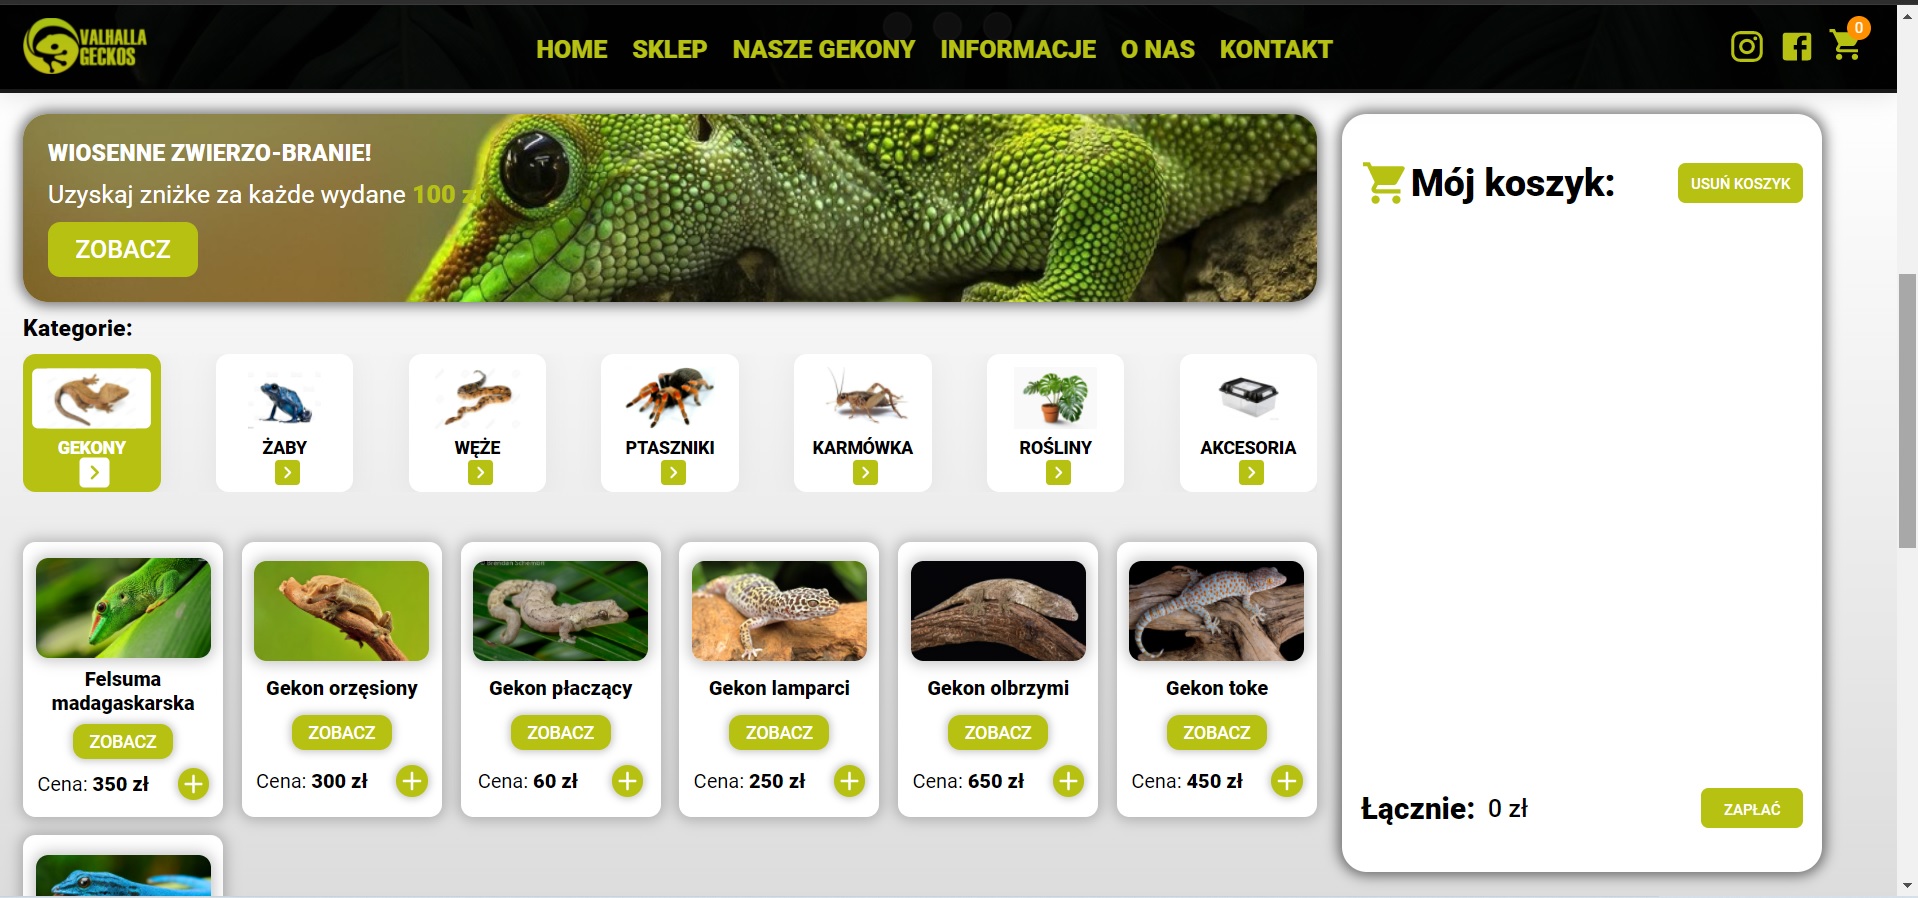 VALHALLA
GECKOS
HOME SKLEP NASZE GEKONY INFORMACJE O NAS KONTAKT
0
WIOSENNE ZWIERZO-BRANIE!
Uzyskaj zniżke za każde wydane 100 zł
ZOBACZ
Mój koszyk:
USUŃ KOSZYK
Kategorie:
GEKONY
ŻABY
WĘŻE
PTASZNIKI
KARMÓWKA
ROŚLINY
AKCESORIA
Felsuma
madagaskarska
ZOBACZ
Cena: 350 zł
Gekon orzęsiony
ZOBACZ
Cena: 300 zł
© Brendan Schembri
Gekon płaczący
ZOBACZ
Cena: 60 zł
Gekon lamparci
ZOBACZ
Cena: 250 zł
Gekon olbrzymi
ZOBACZ
Cena: 650 zł
Gekon toke
ZOBACZ
Cena: 450 zł
Łącznie: 0 zł
ZAPŁAĆ